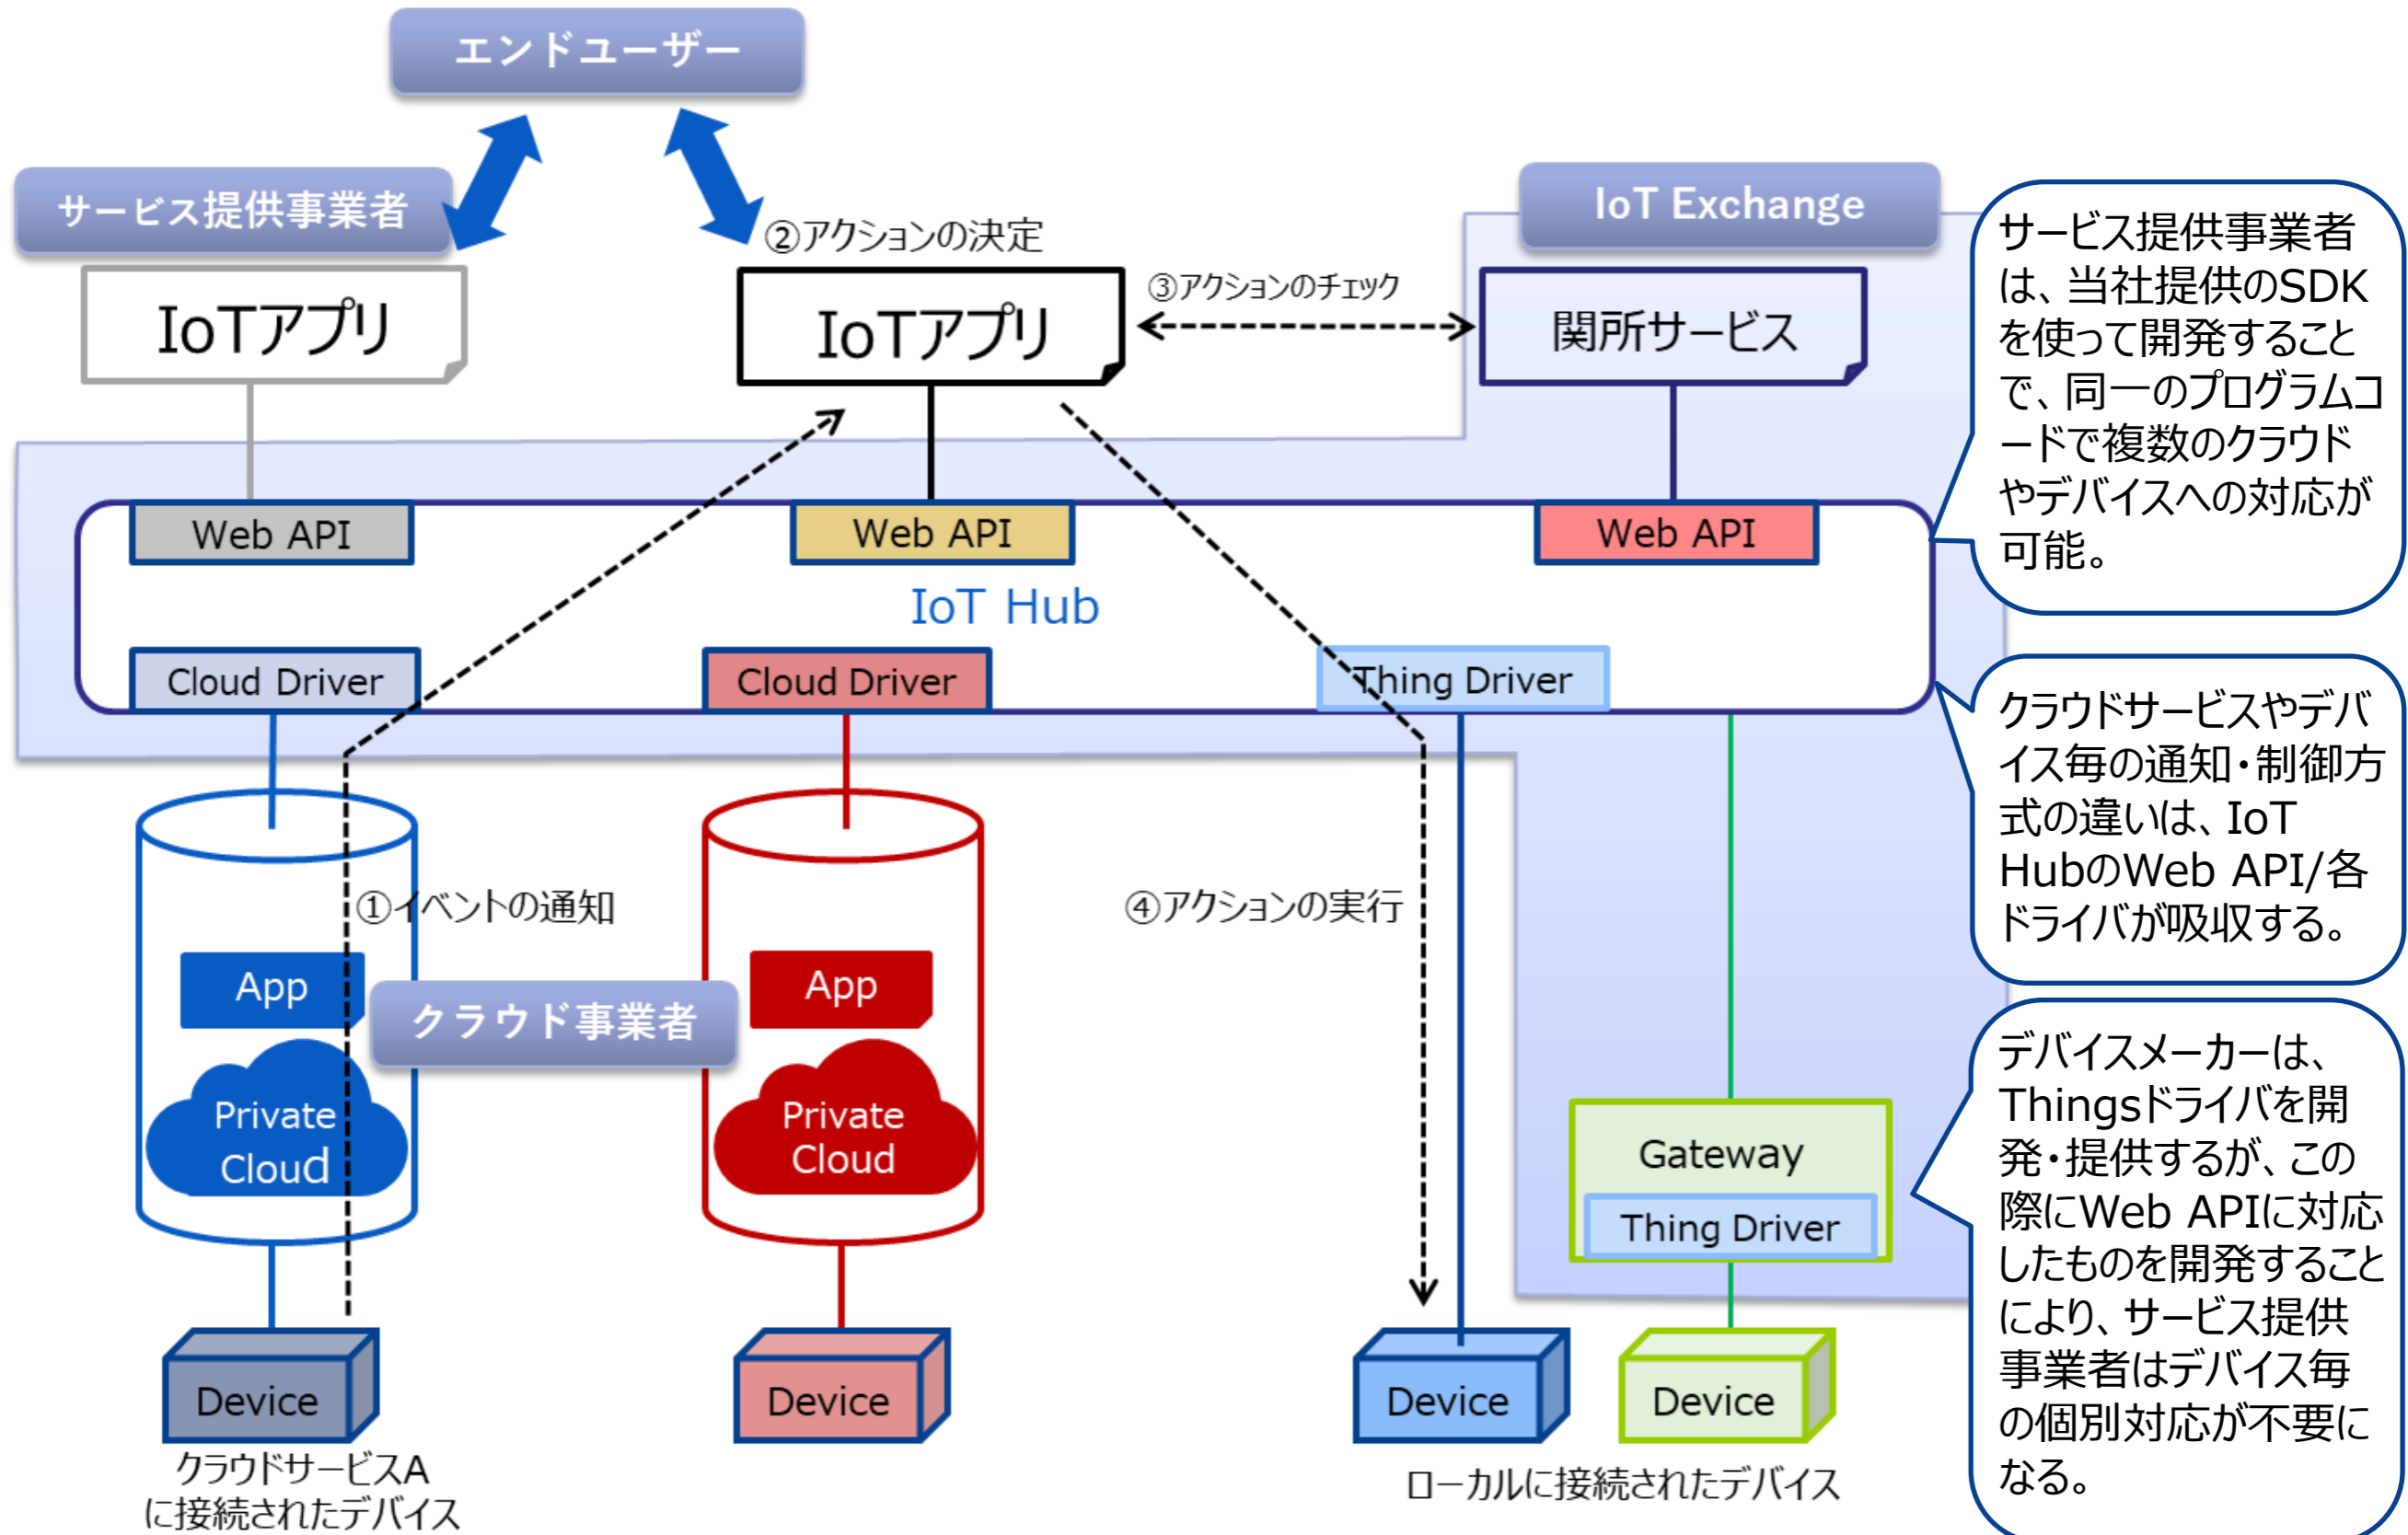 エンドユーザー
サービス提供事業者
IoT Exchange
②アクションの決定
③アクションのチェック
IoTアプリ
IoTアプリ
関所サービス
Web API
Web API
Web API
IoT Hub
Cloud Driver
Cloud Driver
Thing Driver
①イベントの通知
④アクションの実行
App
App
クラウド事業者
Private
Cloud
Private
Cloud
Gateway
Thing Driver
Device
Device
Device
Device
クラウドサービスA
に接続されたデバイス
ローカルに接続されたデバイス
サービス提供事業者
は、当社提供のSDK
を使って開発すること
で、同一のプログラムコ
ードで複数のクラウド
やデバイスへの対応が
可能。
クラウドサービスやデバ
イス毎の通知・制御方
式の違いは、IoT
HubのWeb API/各
ドライバが吸収する。
デバイスメーカーは、
Thingsドライバを開
発・提供するが、この
際にWeb APIに対応
したものを開発すること
により、サービス提供
事業者はデバイス毎
の個別対応が不要に
なる。